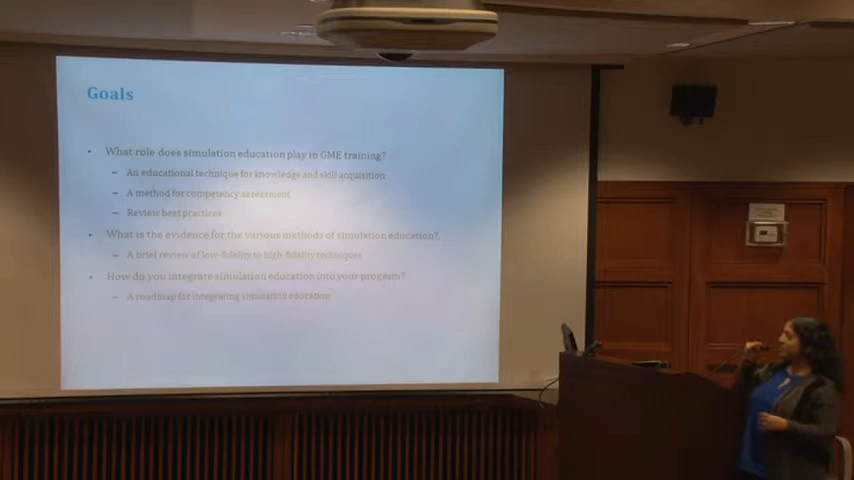 Goals
• What role does simulation education play in GME training?
– An educational technique for knowledge and skill acquisition
– A method for competency assessment
– Review best practices
• What is the evidence for the various methods of simulation education?
– A brief review of low-fidelity to high-fidelity techniques
• How do you integrate simulation education into your program?
– A roadmap for integrating simulation education